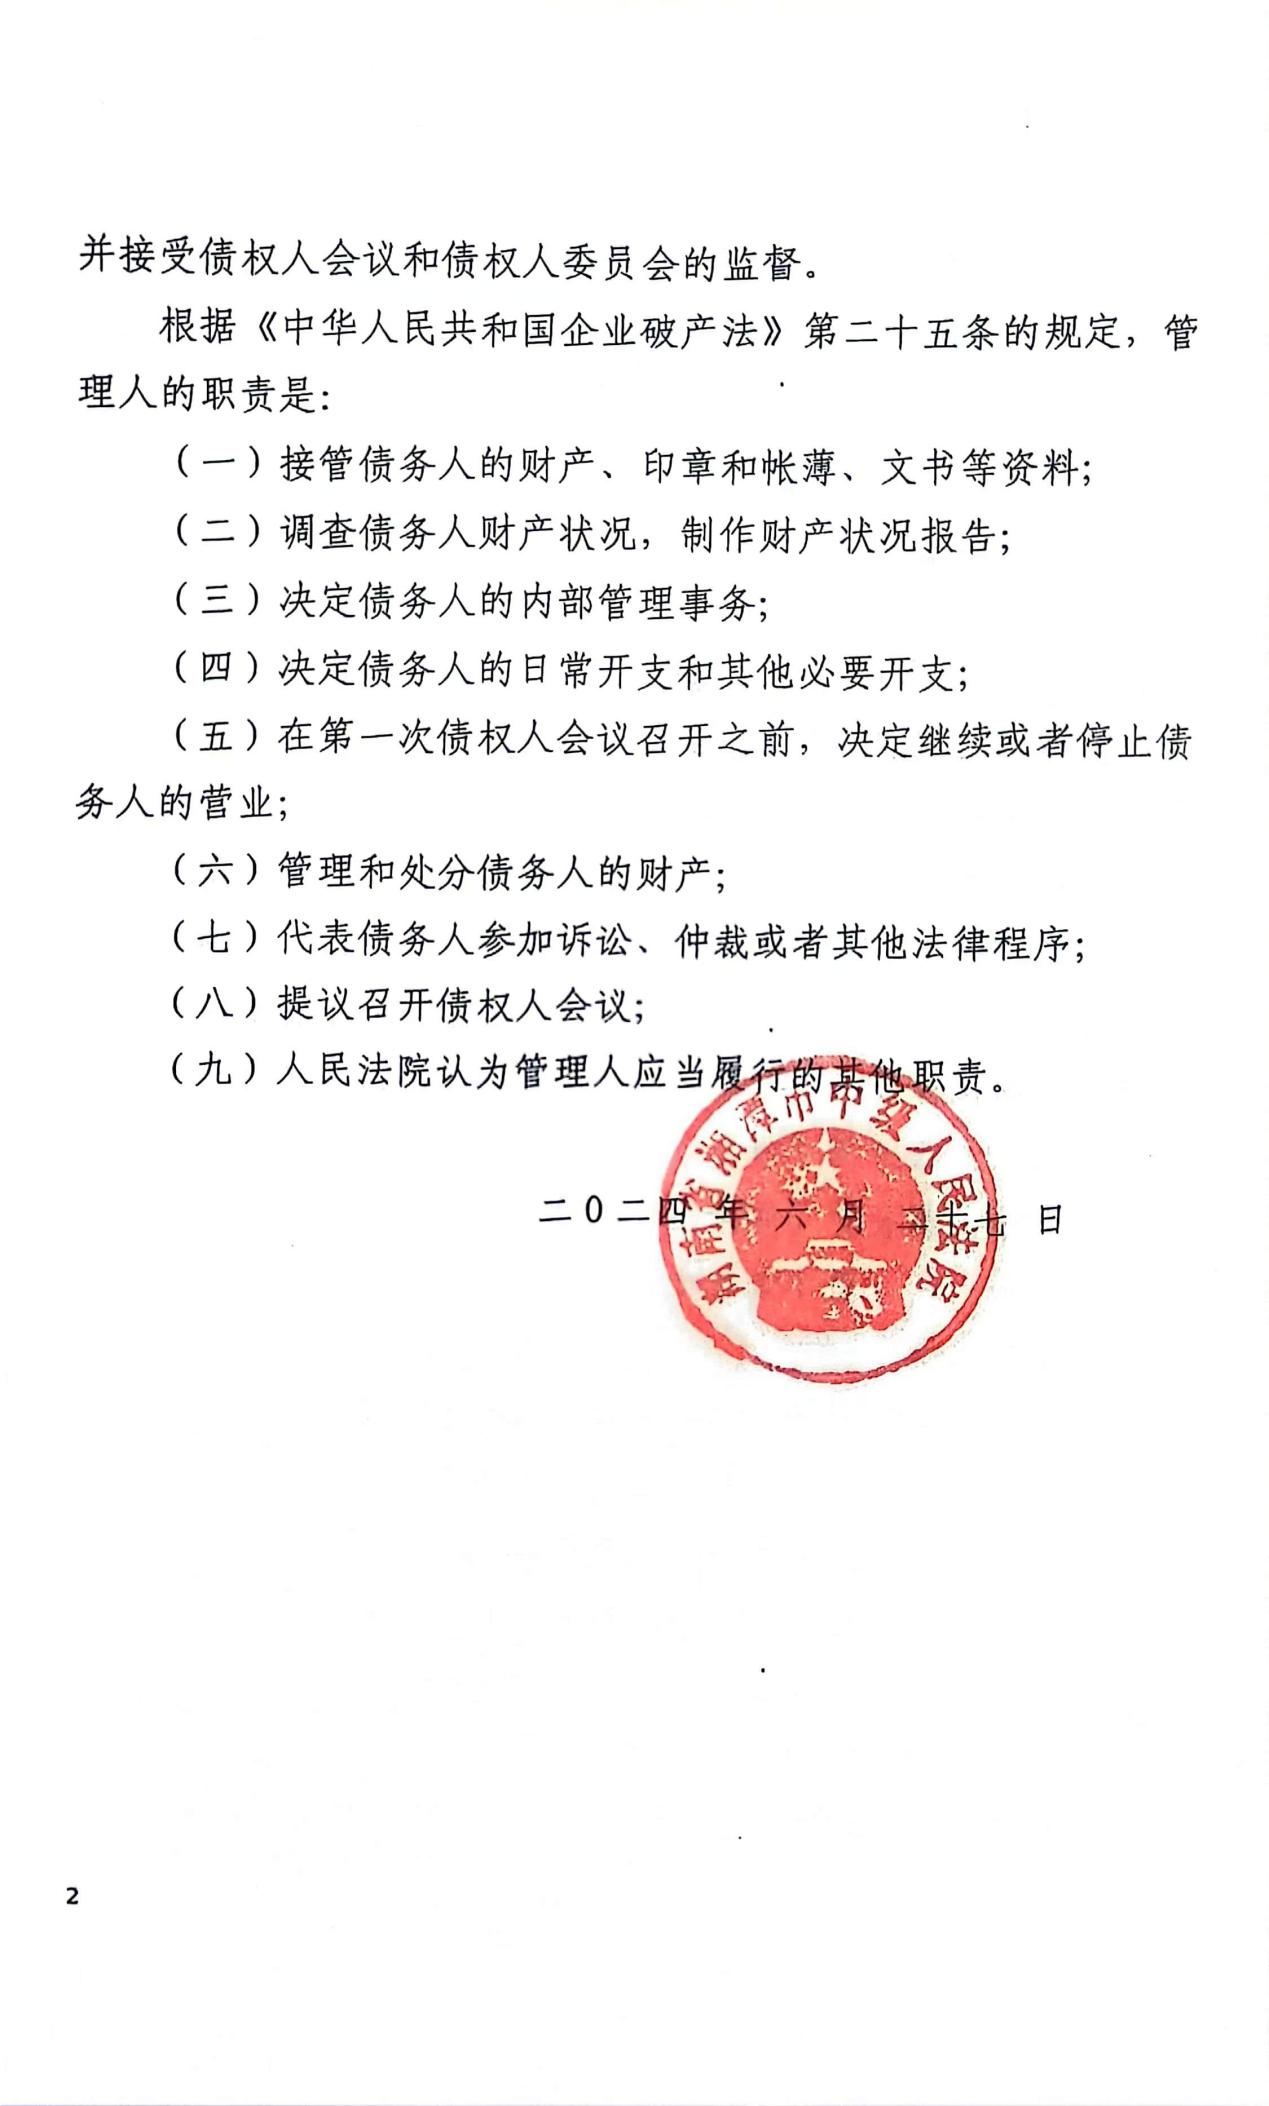 并接受债权人会议和债权人委员会的监督。
根据《中华人民共和国企业破产法》第二十五条的规定，管
理人的职责是：
（一）接管债务人的财产、印章和帐薄、文书等资料；
（二）调查债务人财产状况，制作财产状况报告；
（三）决定债务人的内部管理事务；
（四）决定债务人的日常开支和其他必要开支；
（五）在第一次债权人会议召开之前，决定继续或者停止债
务人的营业；
（六）管理和处分债务人的财产；
（七）代表债务人参加诉讼、仲裁或者其他法律程序；
（八）提议召开债权人会议；
（九）人民法院认为管理人应当履行的其他职责。
湖南省湘潭市中级人民法院
二0二四年六月二十七日
2